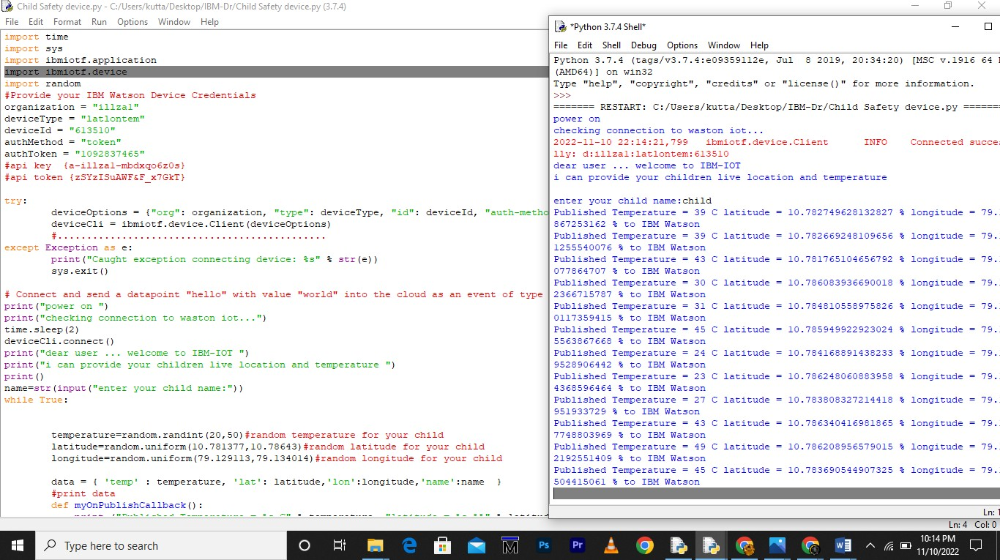 Child Safety device.py - C:/Users/kutta/Desktop/IBM-Dr/Child Safety device.py (3.7.4)
File Edit Format Run Options Window Help
import time
import sys
import ibmiotf.application
import ibmiotf.device
import random
#Provide your IBM Watson Device Credentials
organization = "illza1"
deviceType = "latlontem"
deviceId = "613510"
authMethod = "token"
authToken = "1092837465"
#api key {a-illza1-mbdxqo6z0s}
#api token {zSYzISuAWF&F_x7GkT}
try:
deviceOptions = {"org": organization, "type": deviceType, "id": deviceId, "auth-metho
deviceCli = ibmiotf.device.Client(deviceOptions)
#..............................................
except Exception as e:
print("Caught exception connecting device: %s" % str(e))
sys.exit()
# Connect and send a datapoint "hello" with value "world" into the cloud as an event of type
print("power on ")
print("checking connection to waston iot...")
time.sleep(2)
deviceCli.connect()
print("dear user ... welcome to IBM-IOT ")
print("i can provide your children live location and temperature ")
print()
name=str(input("enter your child name:"))
while True:
temperature=random.randint(20,50)#random temperature for your child
latitude=random.uniform(10.781377,10.78643)#random latitude for your child
longitude=random.uniform(79.129113,79.134014)#random longitude for your child
data = { 'temp' : temperature, 'lat': latitude,'lon':longitude,'name':name }
#print data
def myOnPublishCallback():
print ("Published Temperature = %s C" % temperature, "latitude = %s %%" % latitud
*Python 3.7.4 Shell*
File Edit Shell Debug Options Window Help
Python 3.7.4 (tags/v3.7.4:e09359112e, Jul 8 2019, 20:34:20) [MSC v.1916 64
(AMD64)] on win32
Type "help", "copyright", "credits" or "license()" for more information.
>>>
======= RESTART: C:/Users/kutta/Desktop/IBM-Dr/Child Safety device.py ======
power on
checking connection to waston iot...
2022-11-10 22:14:21,799 ibmiotf.device.Client INFO Connected succes
lly: d:illza1:latlontem:613510
dear user ... welcome to IBM-IOT
i can provide your children live location and temperature
enter your child name:child
Published Temperature = 39 C latitude = 10.782749628132827 % longitude = 79.
867253162 % to IBM Watson
Published Temperature = 39 C latitude = 10.782669248109656 % longitude = 79.
1255540076 % to IBM Watson
Published Temperature = 43 C latitude = 10.781765104656792 % longitude = 79.
077864707 % to IBM Watson
Published Temperature = 30 C latitude = 10.786083936690018 % longitude = 79.
2366715787 % to IBM Watson
Published Temperature = 31 C latitude = 10.784810558975826 % longitude = 79.
0117359415 % to IBM Watson
Published Temperature = 45 C latitude = 10.785949922923024 % longitude = 79.
5563867668 % to IBM Watson
Published Temperature = 24 C latitude = 10.784168891438233 % longitude = 79.
9528906442 % to IBM Watson
Published Temperature = 23 C latitude = 10.786248060883958 % longitude = 79.
4368596464 % to IBM Watson
Published Temperature = 27 C latitude = 10.783808327214418 % longitude = 79.
951933729 % to IBM Watson
Published Temperature = 43 C latitude = 10.786340416981865 % longitude = 79.
7748803969 % to IBM Watson
Published Temperature = 49 C latitude = 10.786208956579015 % longitude = 79.
2192551409 % to IBM Watson
Published Temperature = 45 C latitude = 10.783690544907325 % longitude = 79.
504415061 % to IBM Watson
Ln: 1
Ln: 4 Col: 0
Type here to search
Ps
Pr
10:14 PM
11/10/2022